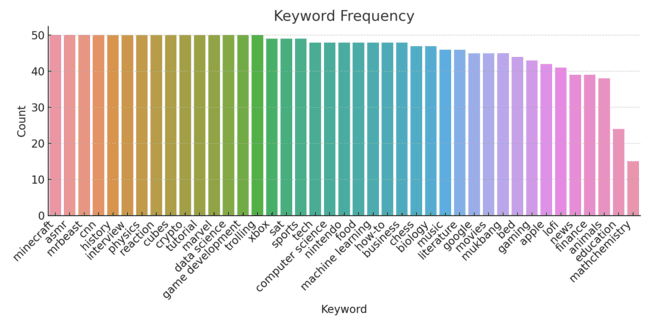 Keyword Frequency
Count
50
40
30
20
10
0
minecraft
asmr
mrbeast
cnn
history
interview
physics
reaction
cubes
crypto
tutorial
marvel
data science
game development
trolling
xbox
sat
sports
tech
computer science
nintendo
food
machine learning
how-to
business
chess
biology
music
literature
google
movies
mukbang
bed
gaming
apple
lofi
news
finance
animals
education
mathchemistry
Keyword